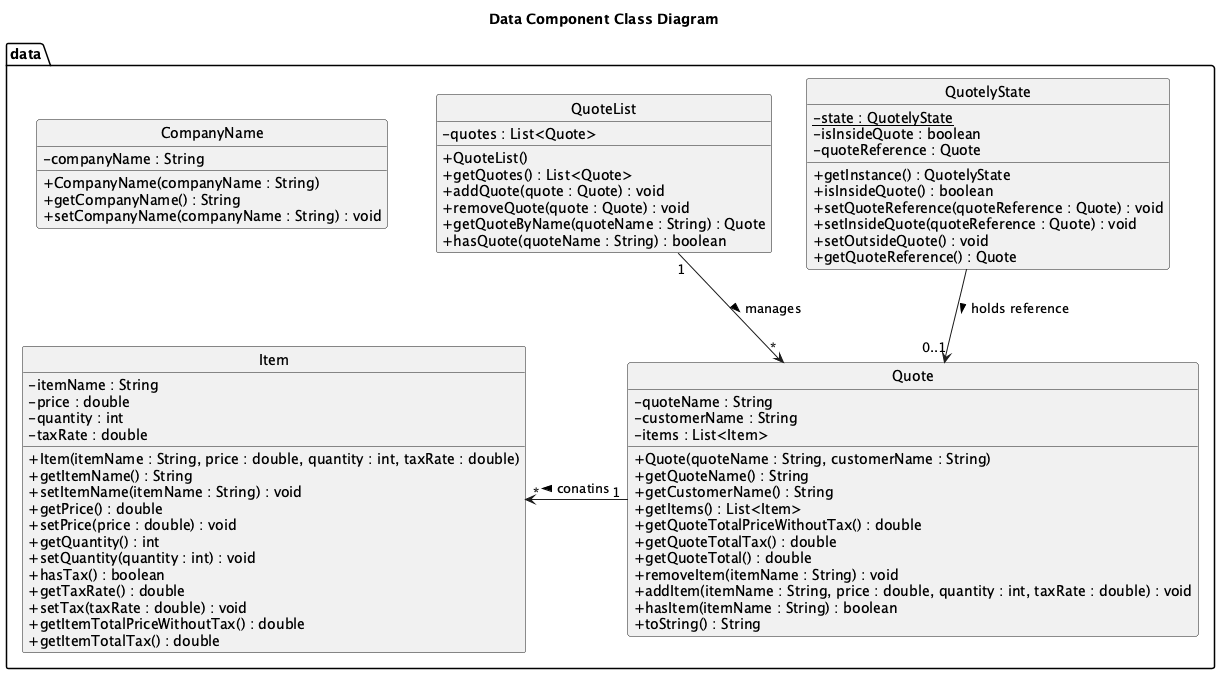 Data Component Class Diagram
data
CompanyName
-companyName : String
+CompanyName(companyName : String)
+getCompanyName() : String
+setCompanyName(companyName : String) : void
QuoteList
-quotes : List<Quote>
+QuoteList()
+getQuotes() : List<Quote>
+addQuote(quote : Quote) : void
+removeQuote(quote : Quote) : void
+getQuoteByName(quoteName : String) : Quote
+hasQuote(quoteName : String) : boolean
QuotelyState
-state : QuotelyState
-isInsideQuote : boolean
-quoteReference : Quote
+getInstance() : QuotelyState
+isInsideQuote() : boolean
+setQuoteReference(quoteReference : Quote) : void
+setInsideQuote(quoteReference : Quote) : void
+setOutsideQuote() : void
+getQuoteReference() : Quote
1
manages
*
holds reference
0..1
Item
-itemName : String
-price : double
-quantity : int
-taxRate : double
+Item(itemName : String, price : double, quantity : int, taxRate : double)
+getItemName() : String
+setItemName(itemName : String) : void
+getPrice() : double
+setPrice(price : double) : void
+getQuantity() : int
+setQuantity(quantity : int) : void
+hasTax() : boolean
+getTaxRate() : double
+setTax(taxRate : double) : void
+getItemTotalPriceWithoutTax() : double
+getItemTotalTax() : double
* conatins 1
Quote
-quoteName : String
-customerName : String
-items : List<Item>
+Quote(quoteName : String, customerName : String)
+getQuoteName() : String
+getCustomerName() : String
+getItems() : List<Item>
+getQuoteTotalPriceWithoutTax() : double
+getQuoteTotalTax() : double
+getQuoteTotal() : double
+removeItem(itemName : String) : void
+addItem(itemName : String, price : double, quantity : int, taxRate : double) : void
+hasItem(itemName : String) : boolean
+toString() : String